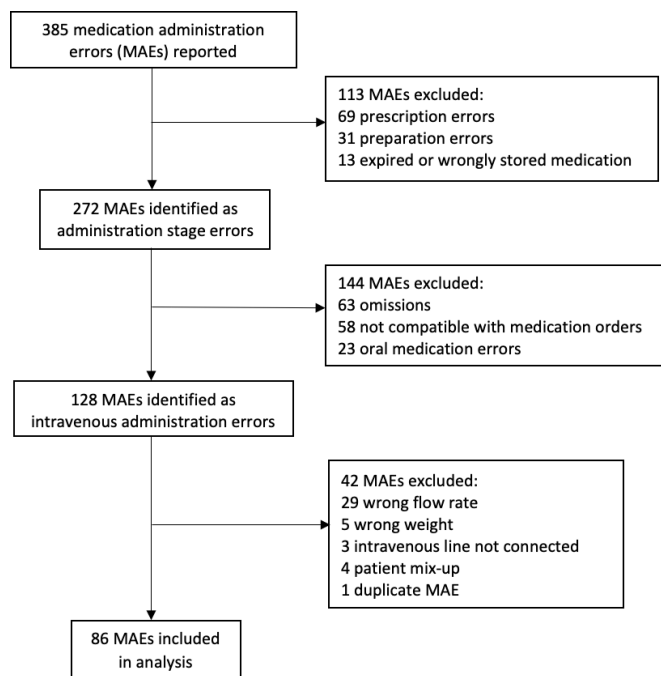 385 medication administration
errors (MAEs) reported
113 MAEs excluded:
69 prescription errors
31 preparation errors
13 expired or wrongly stored medication
272 MAEs identified as
administration stage errors
144 MAEs excluded:
63 omissions
58 not compatible with medication orders
23 oral medication errors
128 MAEs identified as
intravenous administration errors
42 MAEs excluded:
29 wrong flow rate
5 wrong weight
3 intravenous line not connected
4 patient mix-up
1 duplicate MAE
86 MAEs included
in analysis